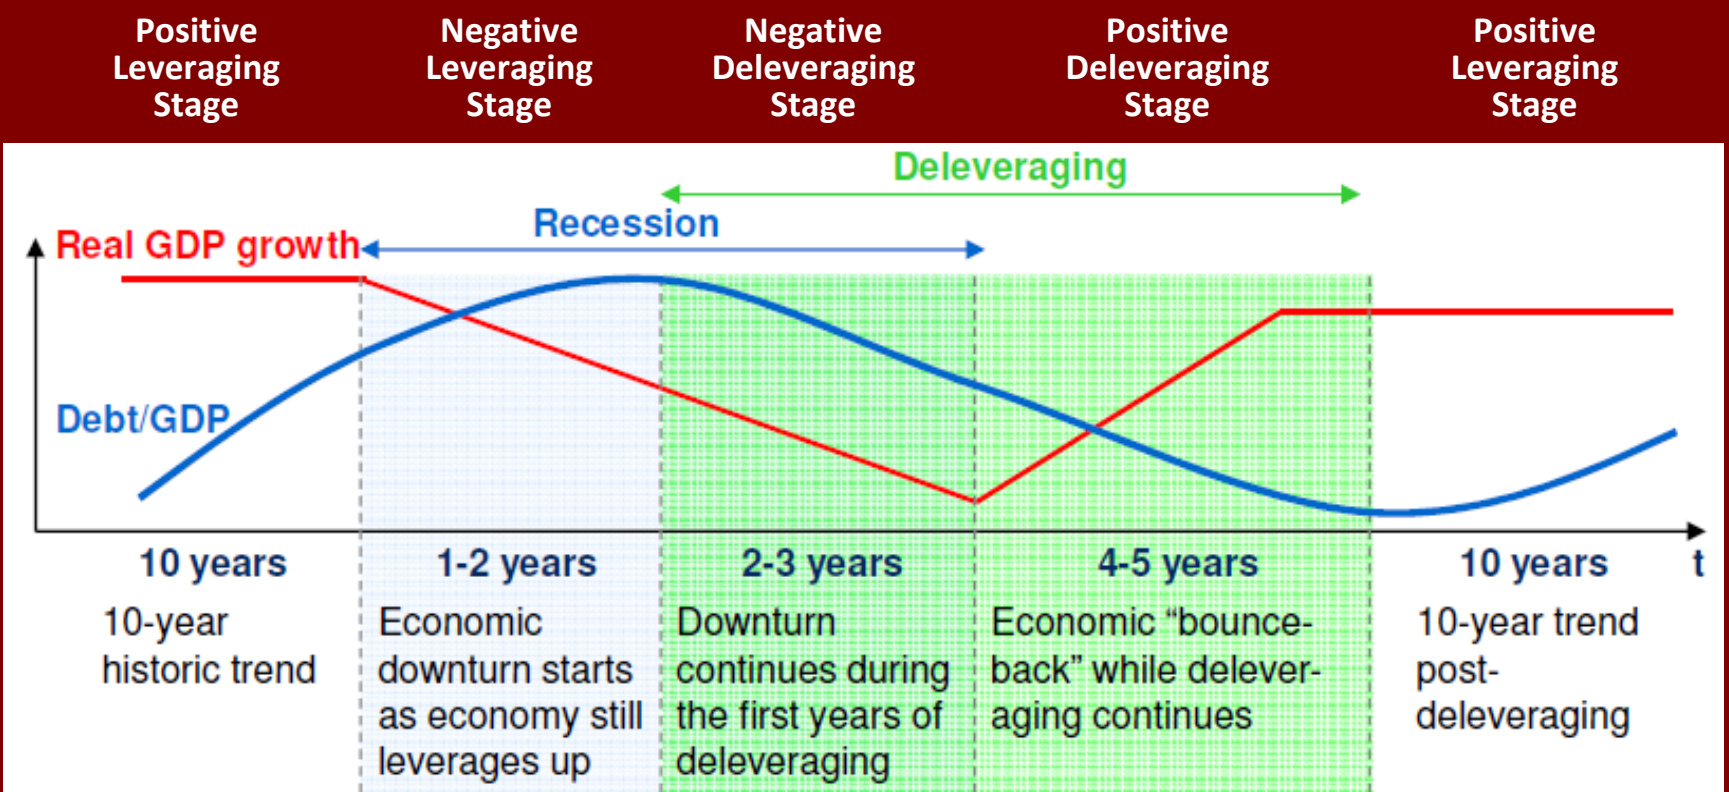 Positive
Leveraging
Stage
Negative
Leveraging
Stage
Negative
Deleveraging
Stage
Positive
Deleveraging
Stage
Positive
Leveraging
Stage
Deleveraging
Recession
Real GDP growth
Debt/GDP
10 years
1-2 years
2-3 years
4-5 years
10 years
t
10-year
historic trend
Economic
downturn starts
as economy still
leverages up
Downturn
continues during
the first years of
deleveraging
Economic “bounce-
back” while delever-
aging continues
10-year trend
post-
deleveraging